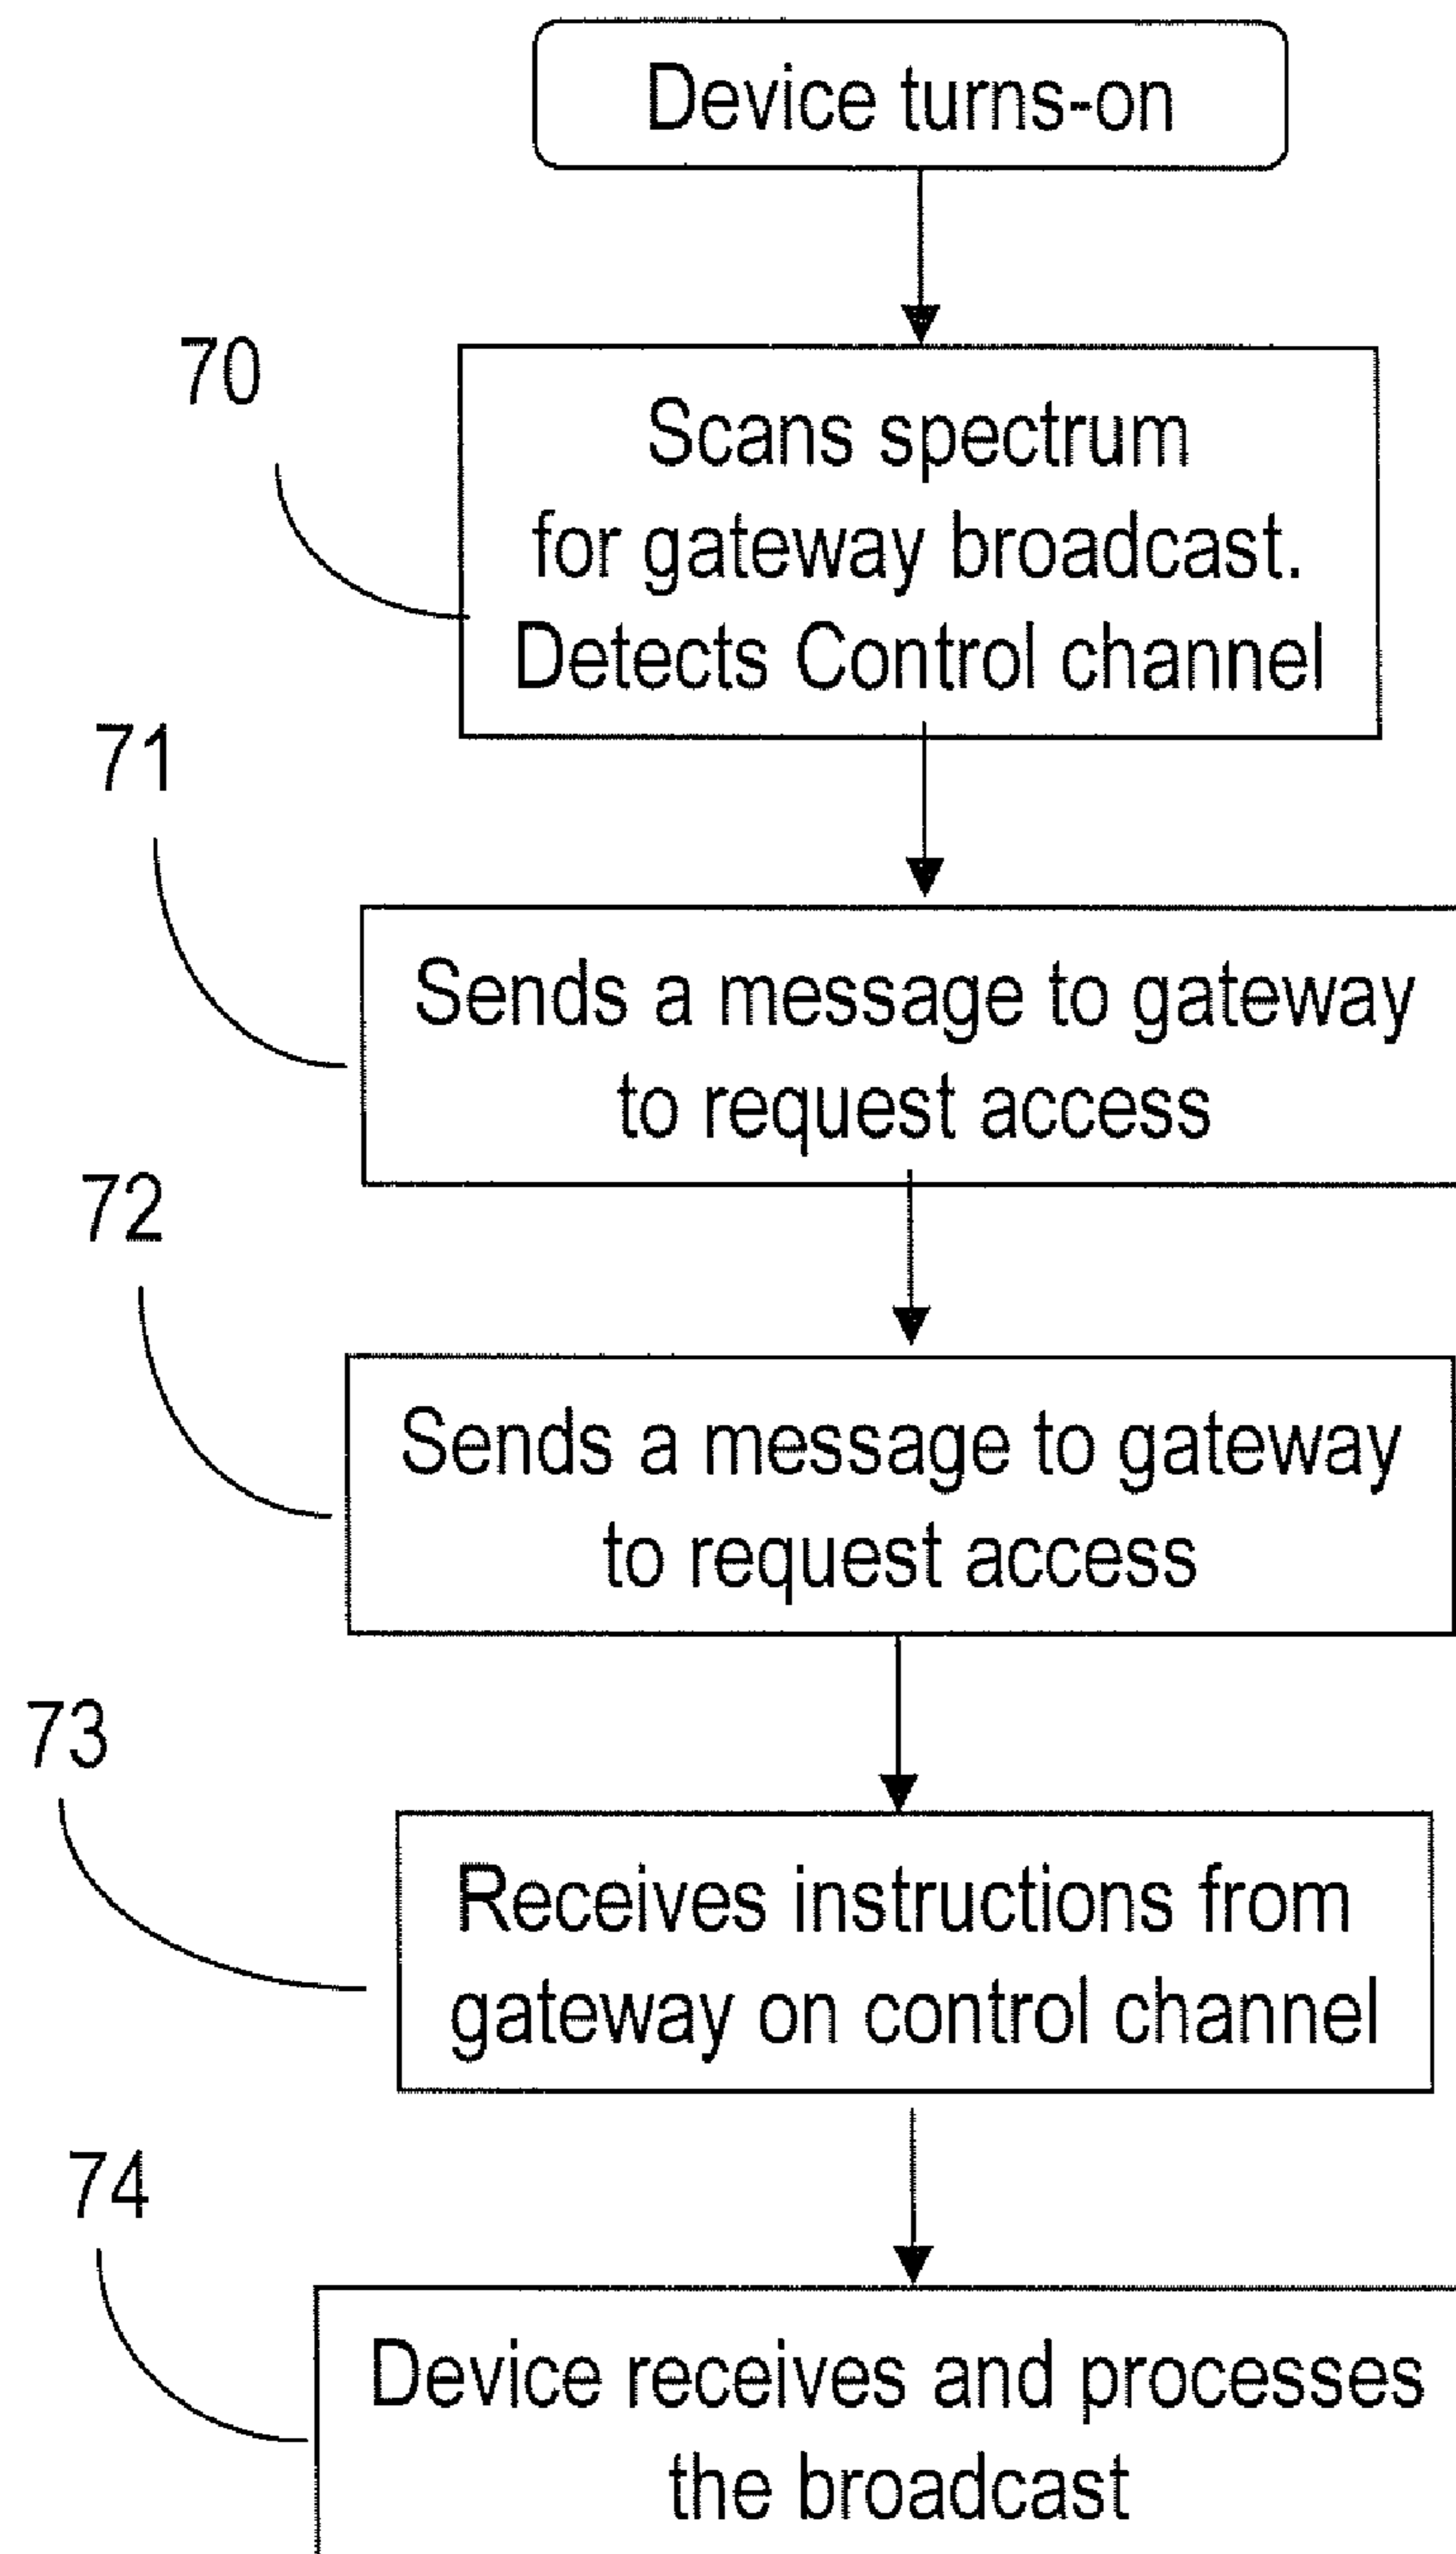 Device turns-on
70
Scans spectrum
for gateway broadcast.
Detects Control channel
71
Sends a message to gateway
to request access
72
Sends a message to gateway
to request access
73
Receives instructions from
gateway on control channel
74
Device receives and processes
the broadcast